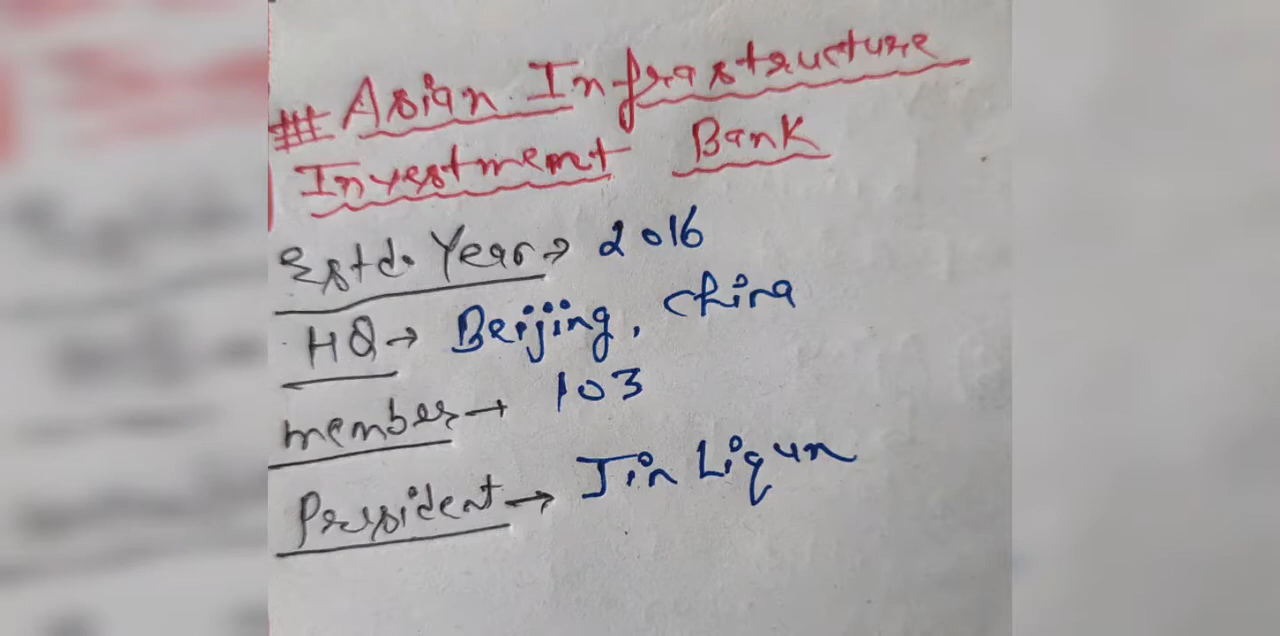 # Asian Infrastructure
Investment Bank
Estd. Year → 2016
HQ → Beijing, China
member → 103
President → Jin Liqun